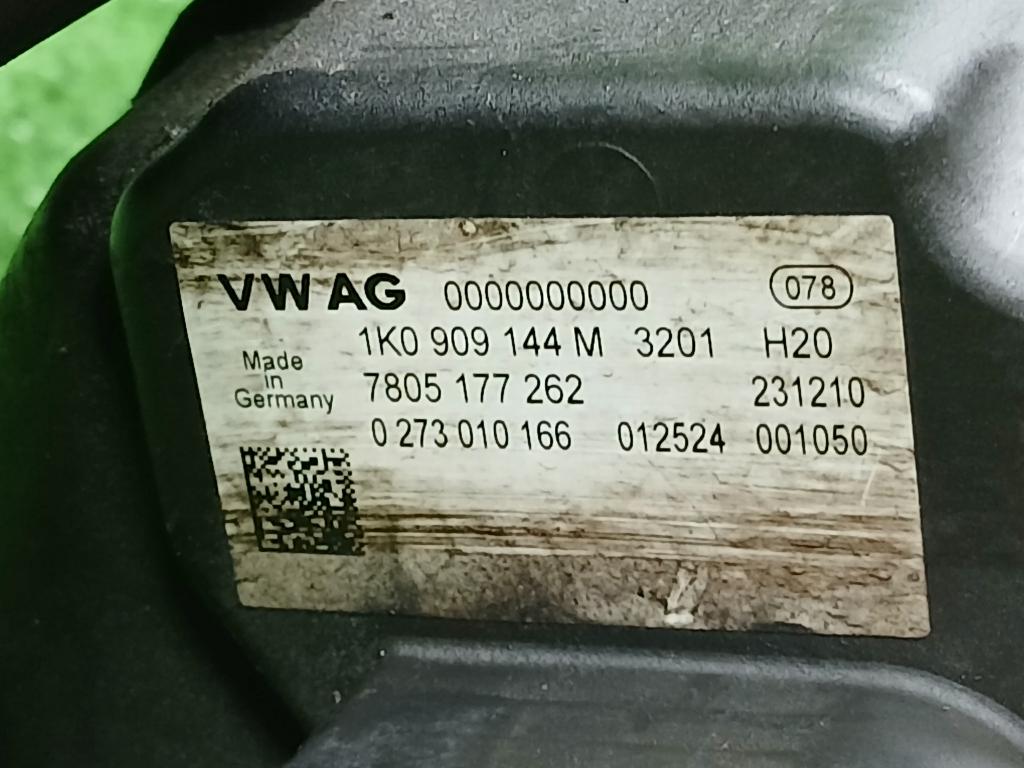 VW AG 0000000000 078
1K0 909 144 M 3201 H20
Made in Germany
7805 177 262 231210
0 273 010 166 012524 001050